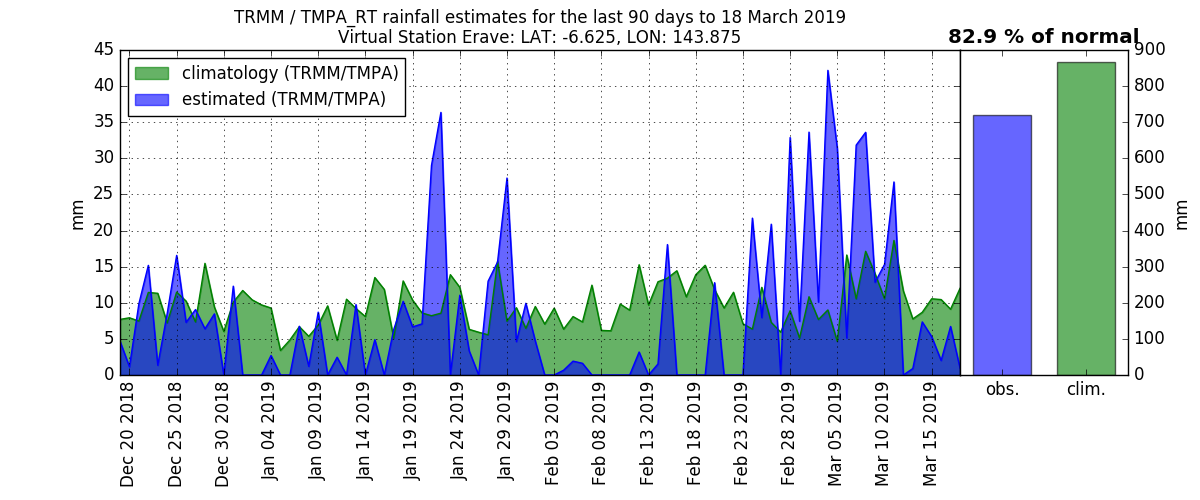 TRMM / TMPA_RT rainfall estimates for the last 90 days to 18 March 2019
Virtual Station Erave: LAT: -6.625, LON: 143.875
82.9 % of normal
climatology (TRMM/TMPA)
estimated (TRMM/TMPA)
mm
45
40
35
30
25
20
15
10
5
0
900
800
700
600
500
400
300
200
100
0
mm
Dec 20 2018
Dec 25 2018
Dec 30 2018
Jan 04 2019
Jan 09 2019
Jan 14 2019
Jan 19 2019
Jan 24 2019
Jan 29 2019
Feb 03 2019
Feb 08 2019
Feb 13 2019
Feb 18 2019
Feb 23 2019
Feb 28 2019
Mar 05 2019
Mar 10 2019
Mar 15 2019
obs.
clim.